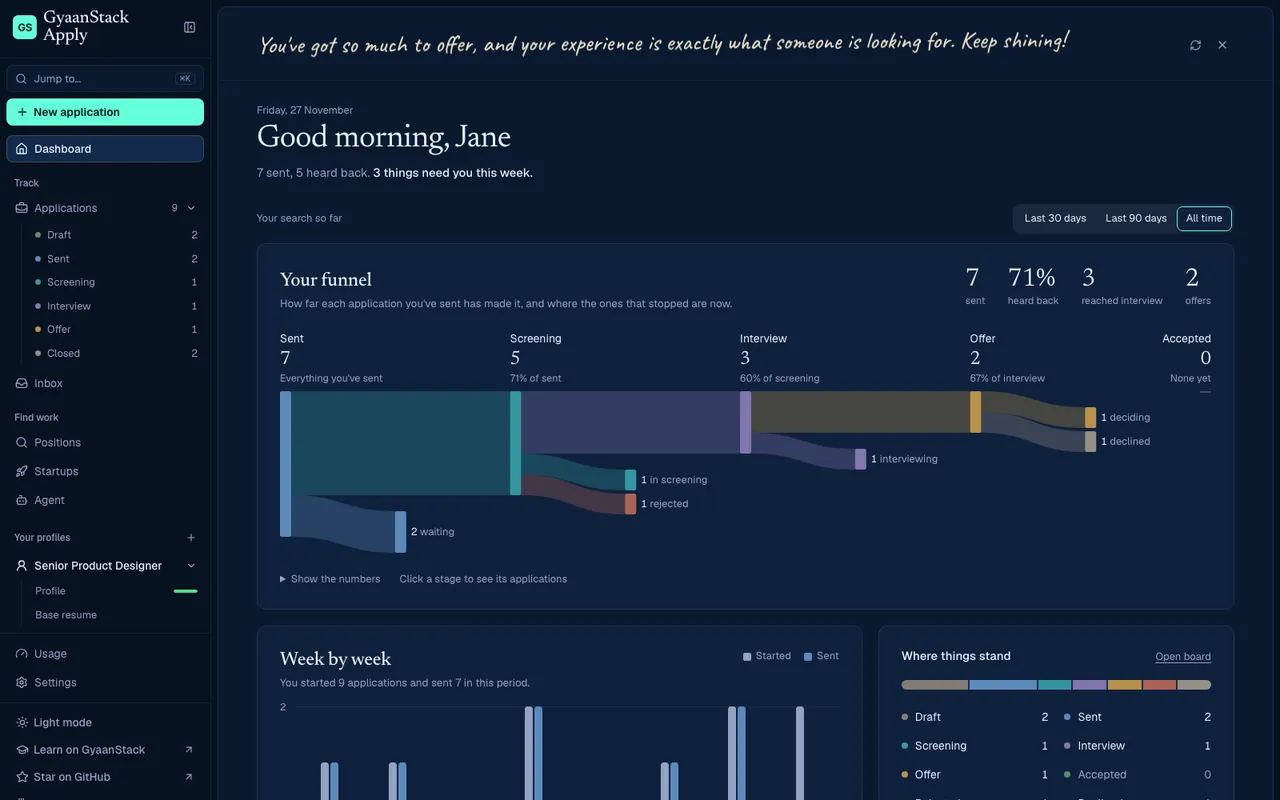 GS
GyaanStack
Apply
Jump to...
⌘K
+ New application
Dashboard
Track
Applications 9
Draft 2
Sent 2
Screening 1
Interview 1
Offer 1
Closed 2
Inbox
Find work
Positions
Startups
Agent
Your profiles +
Senior Product Designer
Profile
Base resume
Usage
Settings
Light mode
Learn on GyaanStack
Star on GitHub
You've got so much to offer, and your experience is exactly what someone is looking for. Keep shining!
Friday, 27 November
Good morning, Jane
7 sent, 5 heard back. 3 things need you this week.
Your search so far
Last 30 days Last 90 days All time
Your funnel
How far each application you've sent has made it, and where the ones that stopped are now.
7 71% 3 2
sent heard back reached interview offers
Sent Screening Interview Offer Accepted
7 5 3 2 0
Everything you've sent 71% of sent 60% of screening 67% of interview None yet
—
1 deciding
1 declined
1 interviewing
1 in screening
1 rejected
2 waiting
Show the numbers Click a stage to see its applications
Week by week
Started Sent
You started 9 applications and sent 7 in this period.
2
Where things stand Open board
Draft 2 Sent 2
Screening 1 Interview 1
Offer 1 Accepted 0